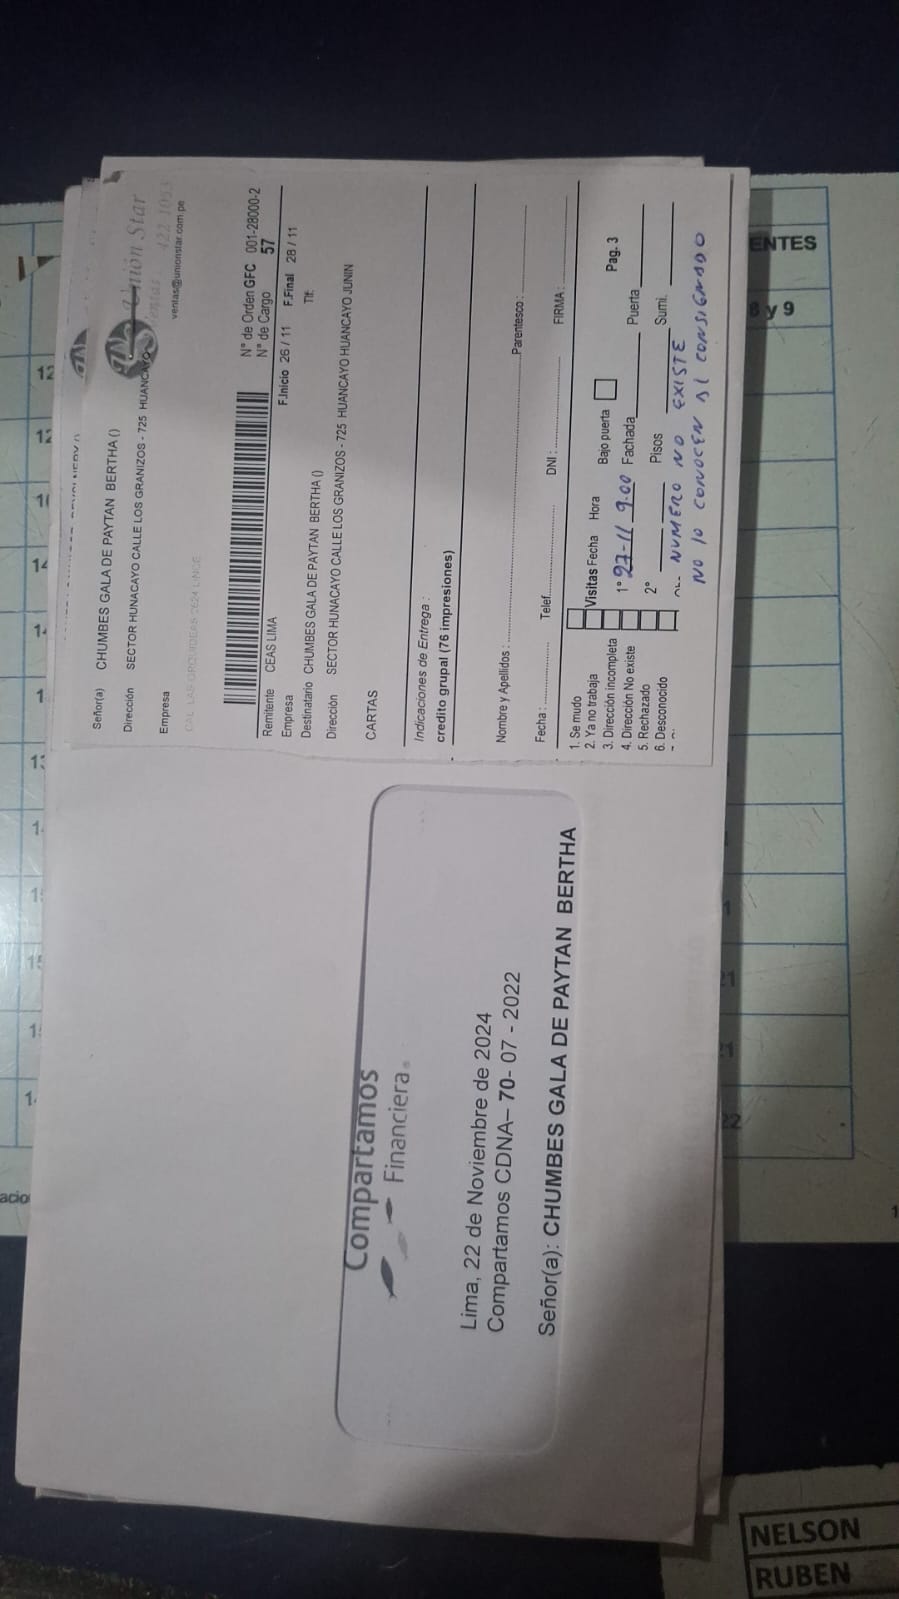 Señor(a) CHUMBES GALA DE PAYTAN BERTHA ()
Dirección SECTOR HUNACAYO CALLE LOS GRANIZOS - 725 HUANCAYO
Empresa
Unión Star
Ventas 422 1053
ventas@unionstar.com.pe
N° de Orden GFC 001-28000-2
N° de Cargo 57
Remitente CEAS LIMA
F.Inicio 26 / 11 F.Final 28 / 11
Empresa
Destinatario CHUMBES GALA DE PAYTAN BERTHA ()
Tlf:
Dirección SECTOR HUNACAYO CALLE LOS GRANIZOS - 725 HUANCAYO HUANCAYO JUNIN
CARTAS
Indicaciones de Entrega :
credito grupal (76 impresiones)
Nombre y Apellidos : Parentesco :
Fecha : Telef. DNI : FIRMA :
1. Se mudo
2. Ya no trabaja
3. Dirección incompleta
4. Dirección No existe
5. Rechazado
6. Desconocido
Visitas Fecha Hora Bajo puerta Pag. 3
1° 27-11 9:00 Fachada Puerta
2° Pisos Sumi.
NUMERO NO EXISTE
NO LO CONOCEN AL CONSIGNADO
Compartamos
Financiera
Lima, 22 de Noviembre de 2024
Compartamos CDNA– 70- 07 - 2022
Señor(a): CHUMBES GALA DE PAYTAN BERTHA
ENTES
y 9
NELSON
RUBEN